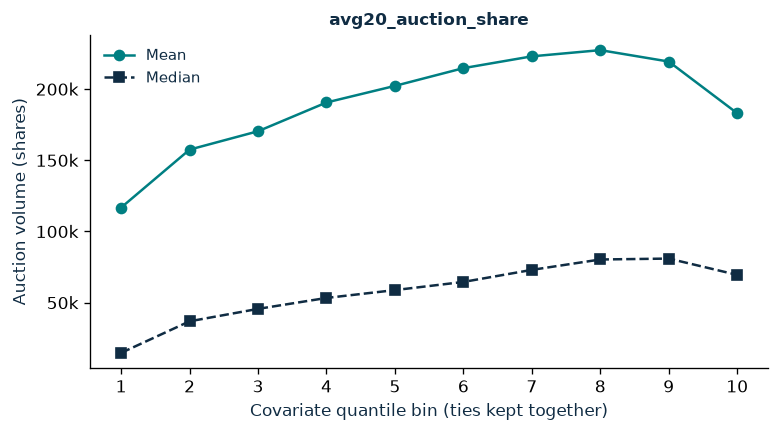 avg20_auction_share
Mean
Median
Auction volume (shares)
200k
150k
100k
50k
1 2 3 4 5 6 7 8 9 10
Covariate quantile bin (ties kept together)